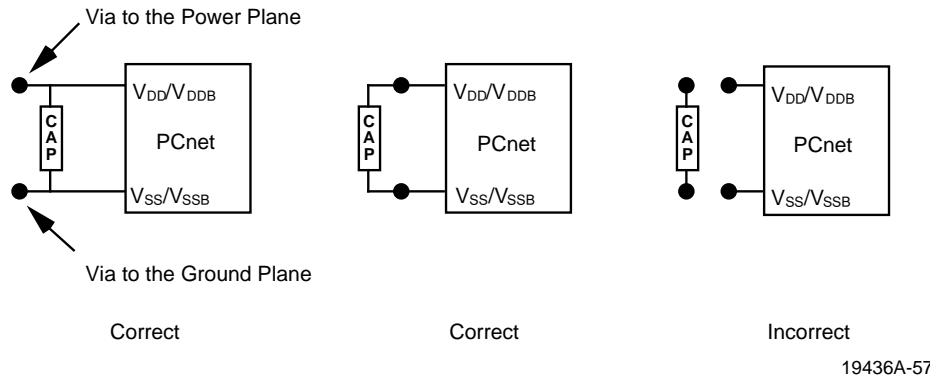 Via to the Power Plane
VDD/VDDB
CAP
PCnet
VSS/VSSB
Via to the Ground Plane
Correct
VDD/VDDB
CAP
PCnet
VSS/VSSB
Correct
VDD/VDDB
CAP
PCnet
VSS/VSSB
Incorrect
19436A-57